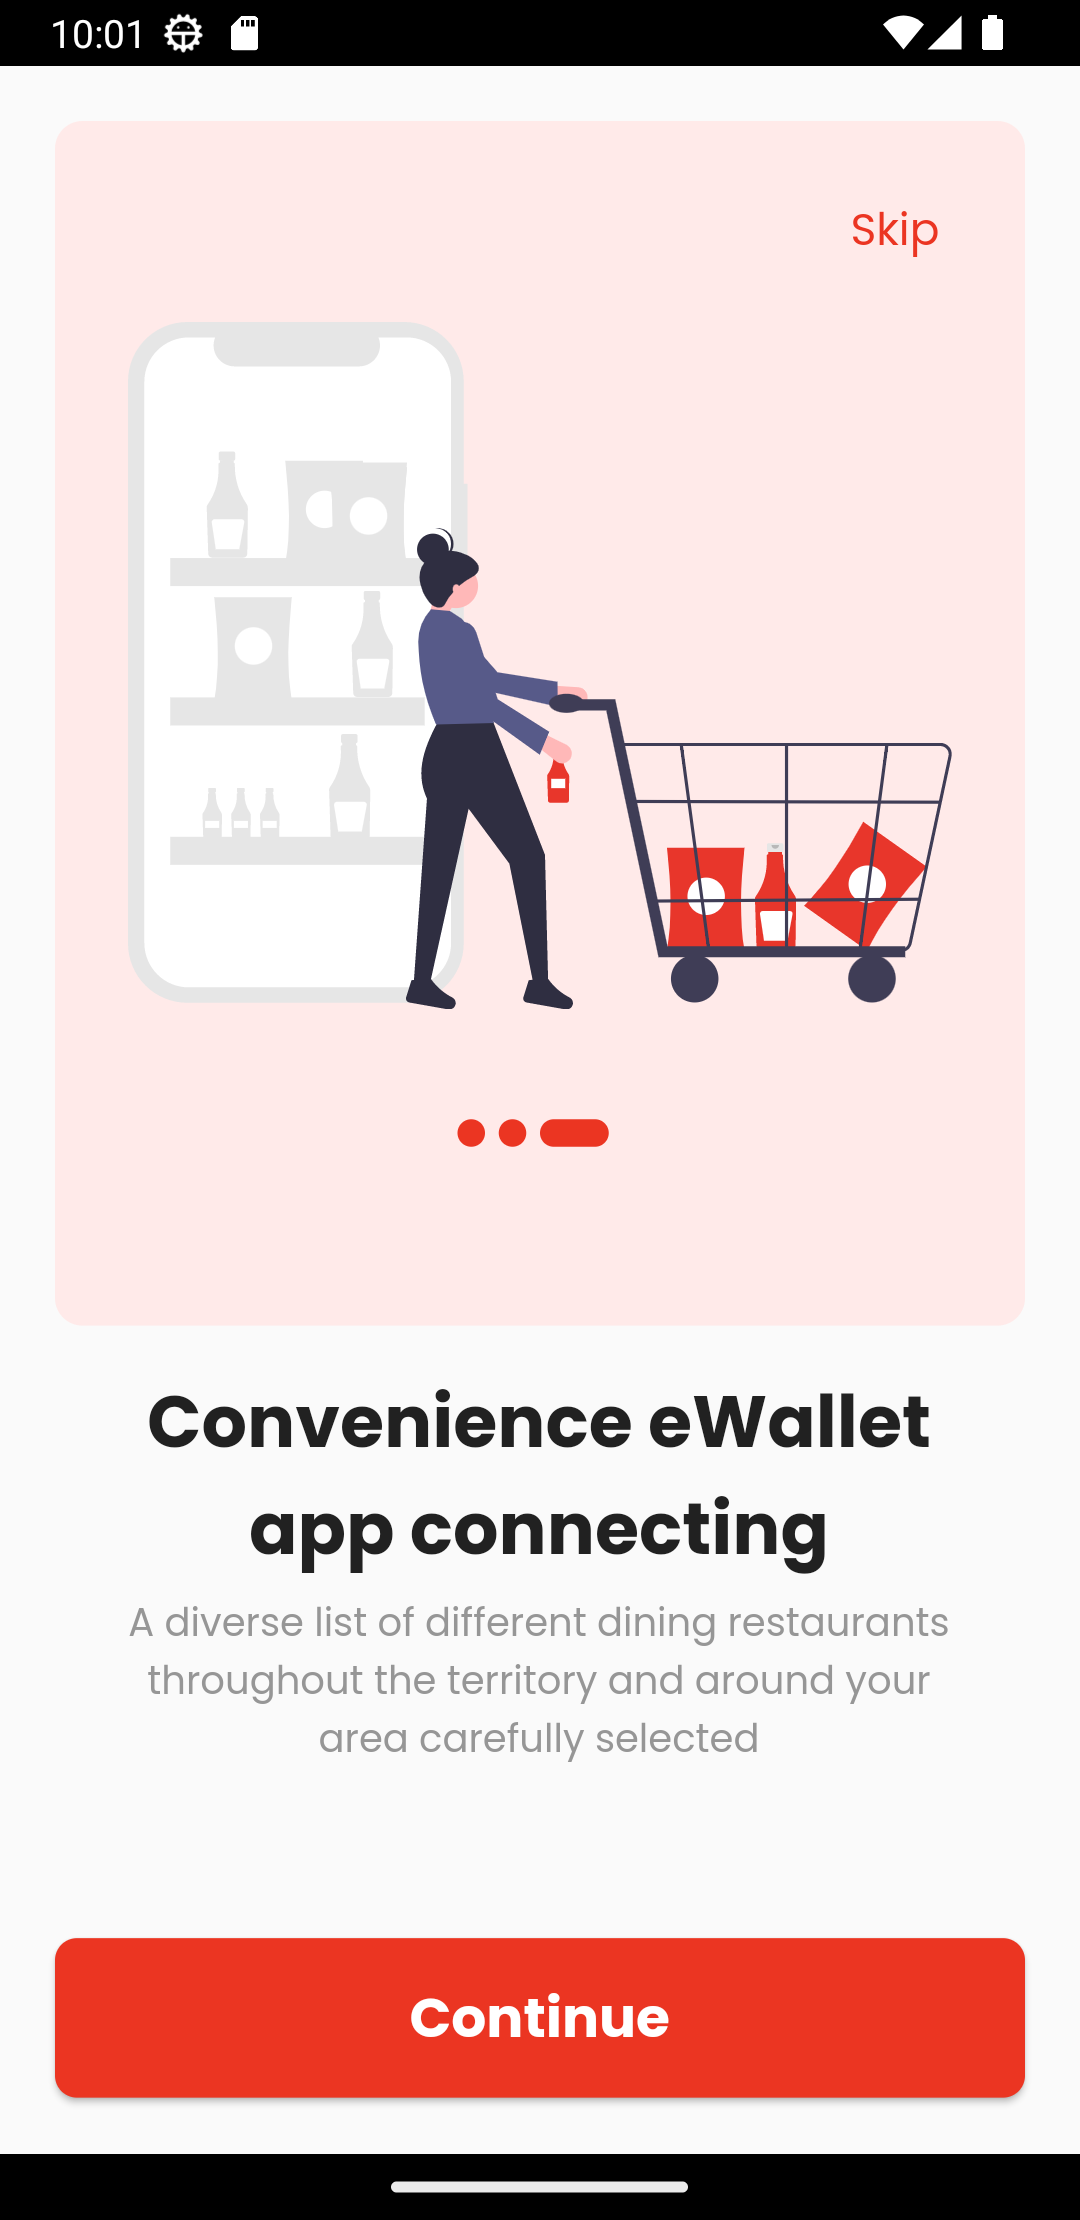 10:01
Skip
Convenience eWallet
app connecting
A diverse list of different dining restaurants
throughout the territory and around your
area carefully selected
Continue